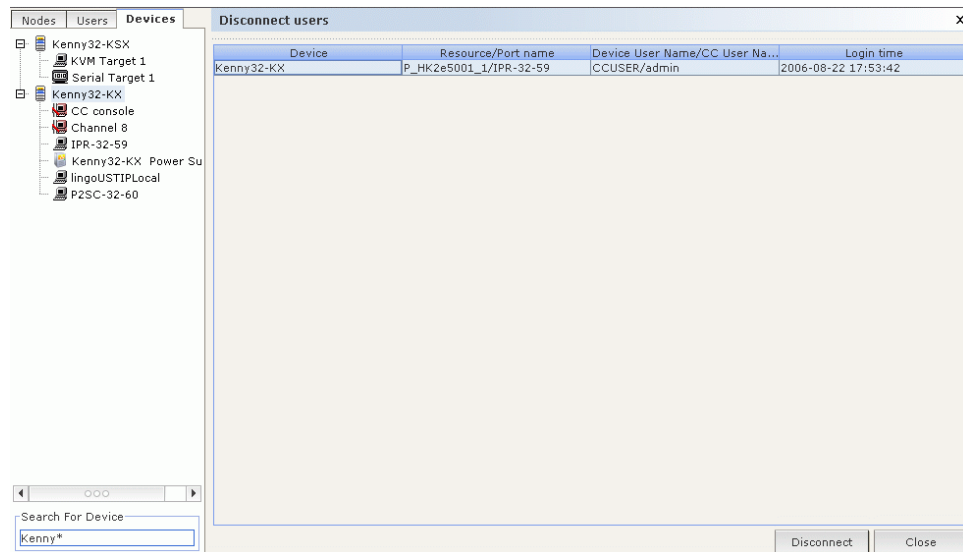 Nodes Users Devices
Kenny32-KSX
KVM Target 1
Serial Target 1
Kenny32-KX
CC console
Channel 8
IPR-32-59
Kenny32-KX Power Su
lingoUSTIPLocal
P2SC-32-60
Search For Device
Kenny*
Disconnect users x
Device Resource/Port name Device User Name/CC User Na... Login time
Kenny32-KX P_HK2e5001_1/IPR-32-59 CCUSER/admin 2006-08-22 17:53:42
Disconnect Close